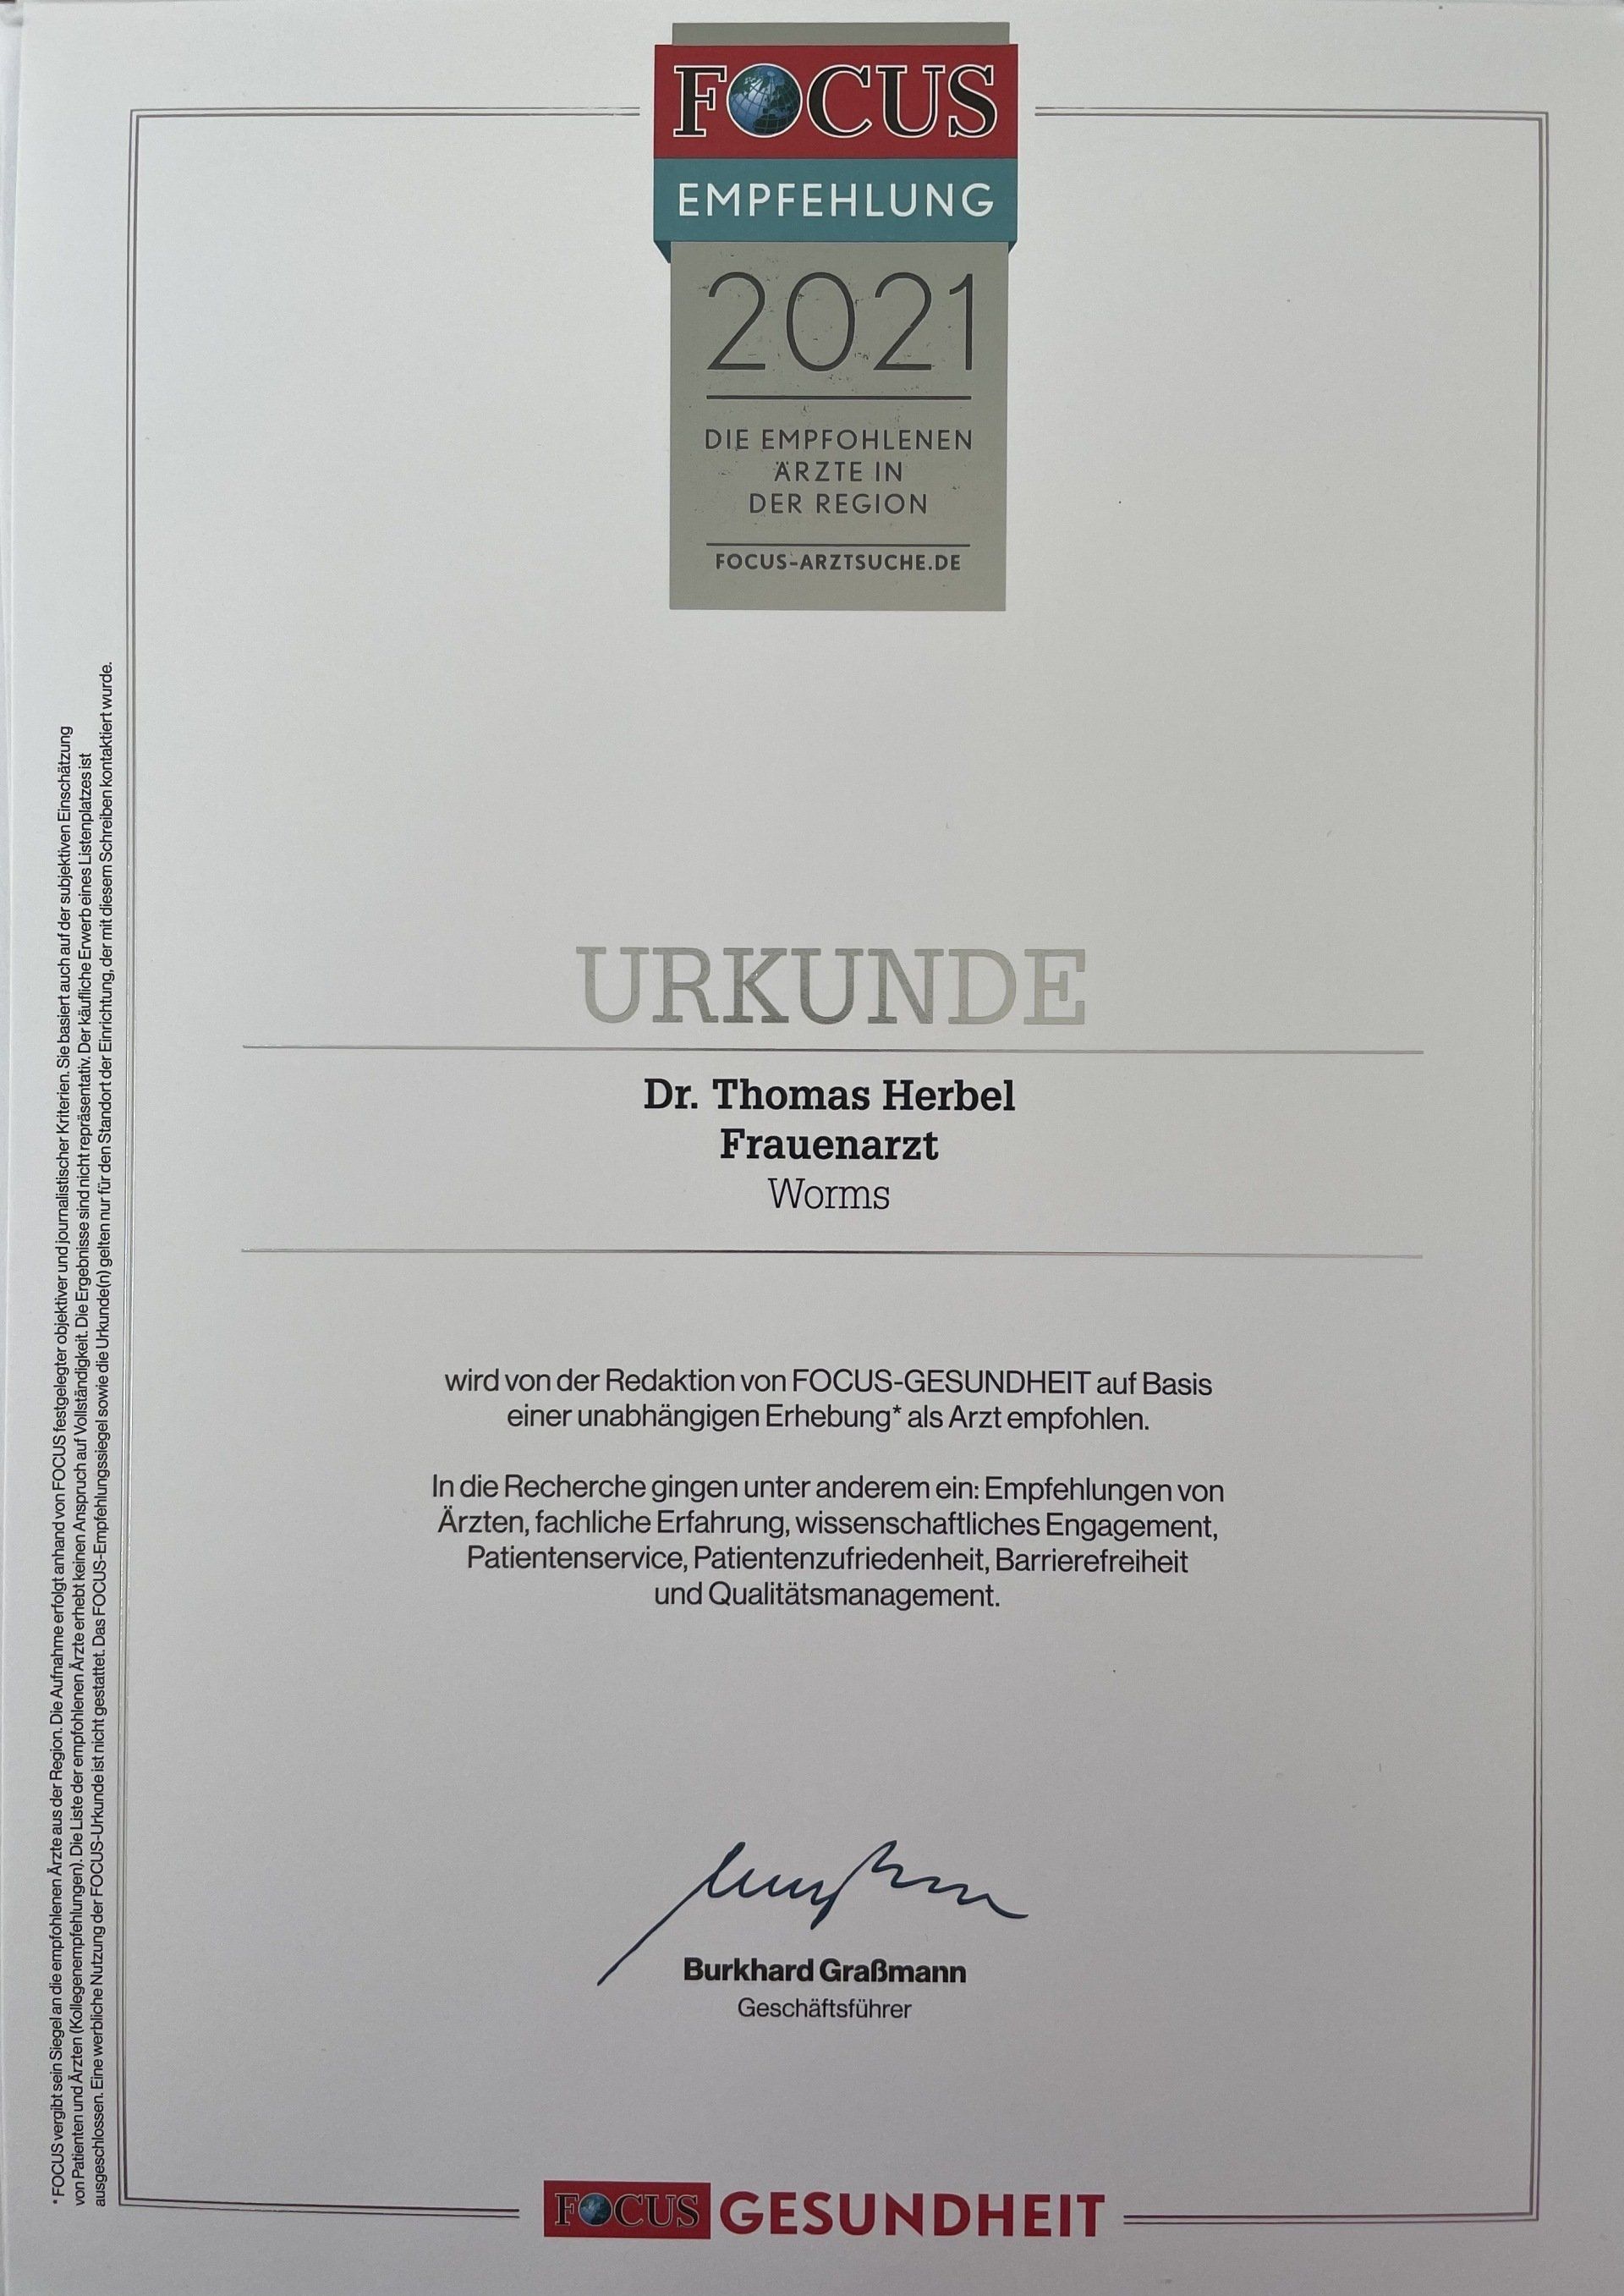 FOCUS
EMPFEHLUNG
2021
DIE EMPFOHLENEN
ÄRZTE IN
DER REGION
FOCUS-ARZTSUCHE.DE
URKUNDE
Dr. Thomas Herbel
Frauenarzt
Worms
wird von der Redaktion von FOCUS-GESUNDHEIT auf Basis
einer unabhängigen Erhebung* als Arzt empfohlen.
In die Recherche gingen unter anderem ein: Empfehlungen von
Ärzten, fachliche Erfahrung, wissenschaftliches Engagement,
Patientenservice, Patientenzufriedenheit, Barrierefreiheit
und Qualitätsmanagement.
Burkhard Graßmann
Geschäftsführer
FOCUS GESUNDHEIT
* FOCUS vergibt sein Siegel an die empfohlenen Ärzte aus der Region. Die Aufnahme erfolgt anhand von FOCUS festgelegter objektiver und journalistischer Kriterien. Sie basiert auch auf der subjektiven Einschätzung
von Patienten und Ärzten (Kollegenempfehlungen). Die Liste der empfohlenen Ärzte erhebt keinen Anspruch auf Vollständigkeit. Die Ergebnisse sind nicht repräsentativ. Der käufliche Erwerb eines Listenplatzes ist
ausgeschlossen. Eine werbliche Nutzung der FOCUS-Urkunde ist nicht gestattet. Das FOCUS-Empfehlungssiegel sowie die Urkunde(n) gelten nur für den Standort der Einrichtung, der mit diesem Schreiben kontaktiert wurde.